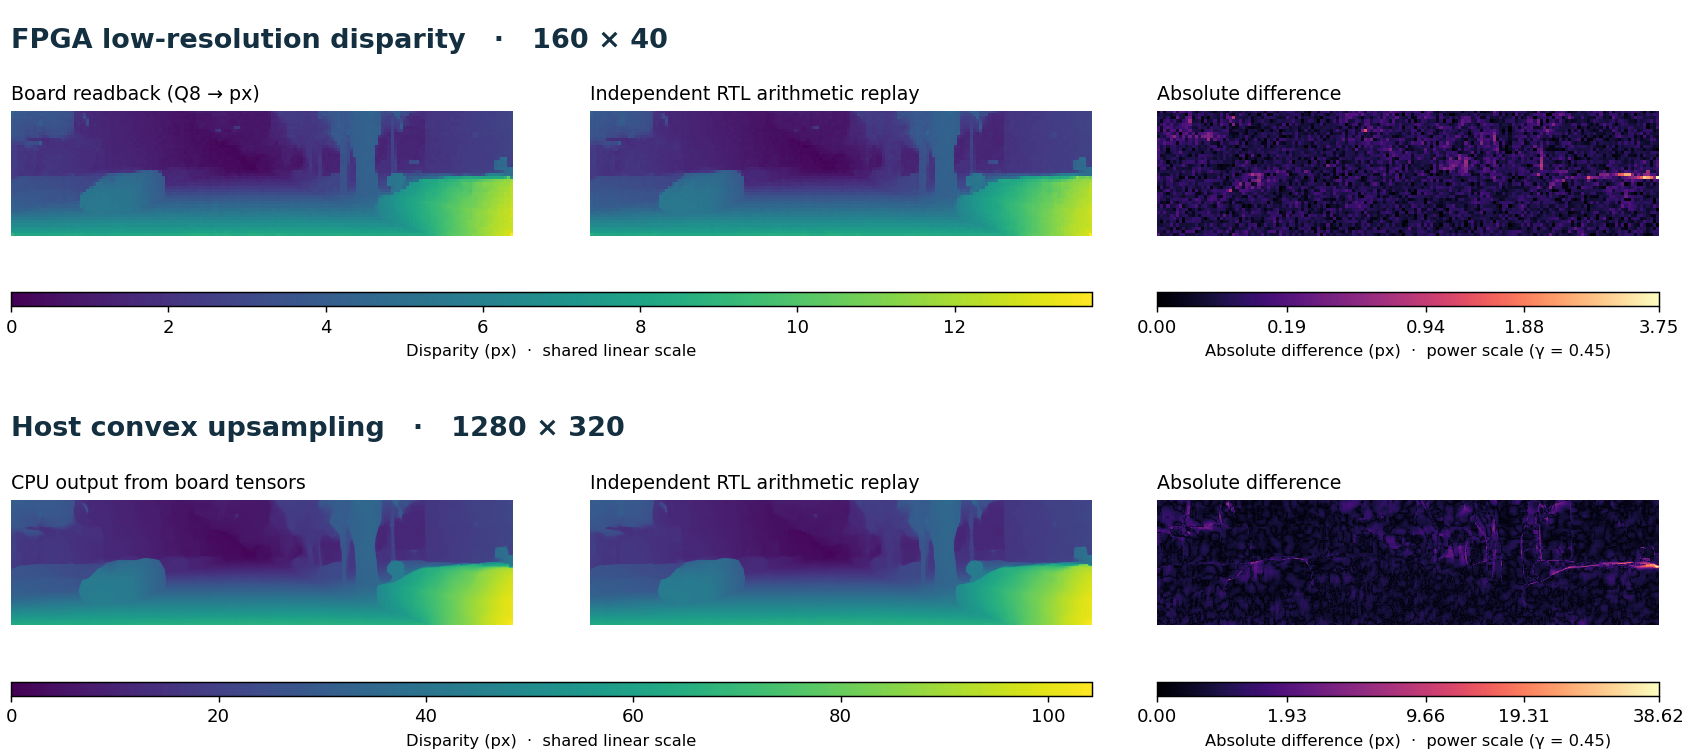 FPGA low-resolution disparity · 160 × 40
Board readback (Q8 → px)
Independent RTL arithmetic replay
Absolute difference
0 2 4 6 8 10 12
0.00 0.19 0.94 1.88 3.75
Disparity (px) · shared linear scale
Absolute difference (px) · power scale (γ = 0.45)
Host convex upsampling · 1280 × 320
CPU output from board tensors
Independent RTL arithmetic replay
Absolute difference
0 20 40 60 80 100
0.00 1.93 9.66 19.31 38.62
Disparity (px) · shared linear scale
Absolute difference (px) · power scale (γ = 0.45)